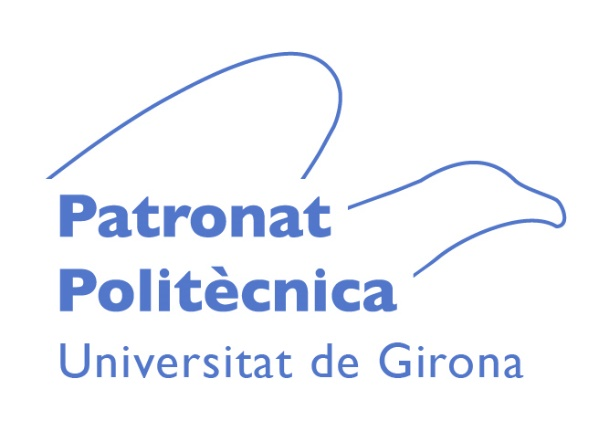 Patronat
Politècnica
Universitat de Girona